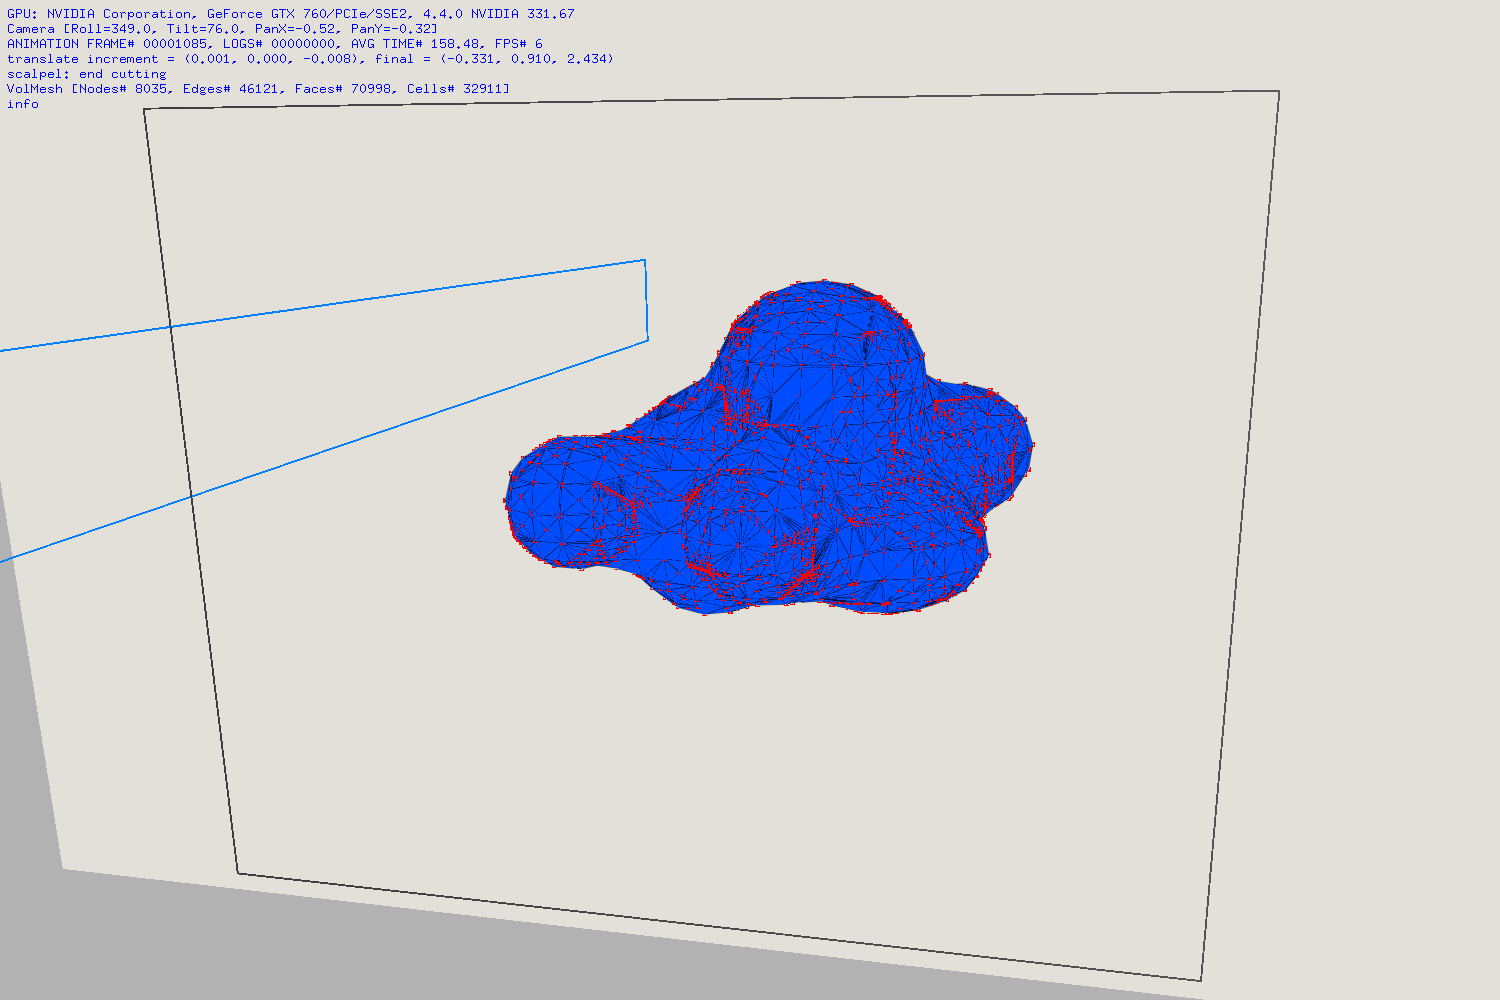 GPU: NVIDIA Corporation, GeForce GTX 760/PCIe/SSE2, 4.4.0 NVIDIA 331.67
Camera [Roll=349.0, Tilt=76.0, PanX=-0.52, PanY=-0.32]
ANIMATION FRAME# 00001085, LOGS# 00000000, AVG TIME# 158.48, FPS# 6
translate increment = (0.001, 0.000, -0.008), final = (-0.331, 0.910, 2.434)
scalpel: end cutting
VolMesh [Nodes# 8035, Edges# 46121, Faces# 70998, Cells# 32911]
info